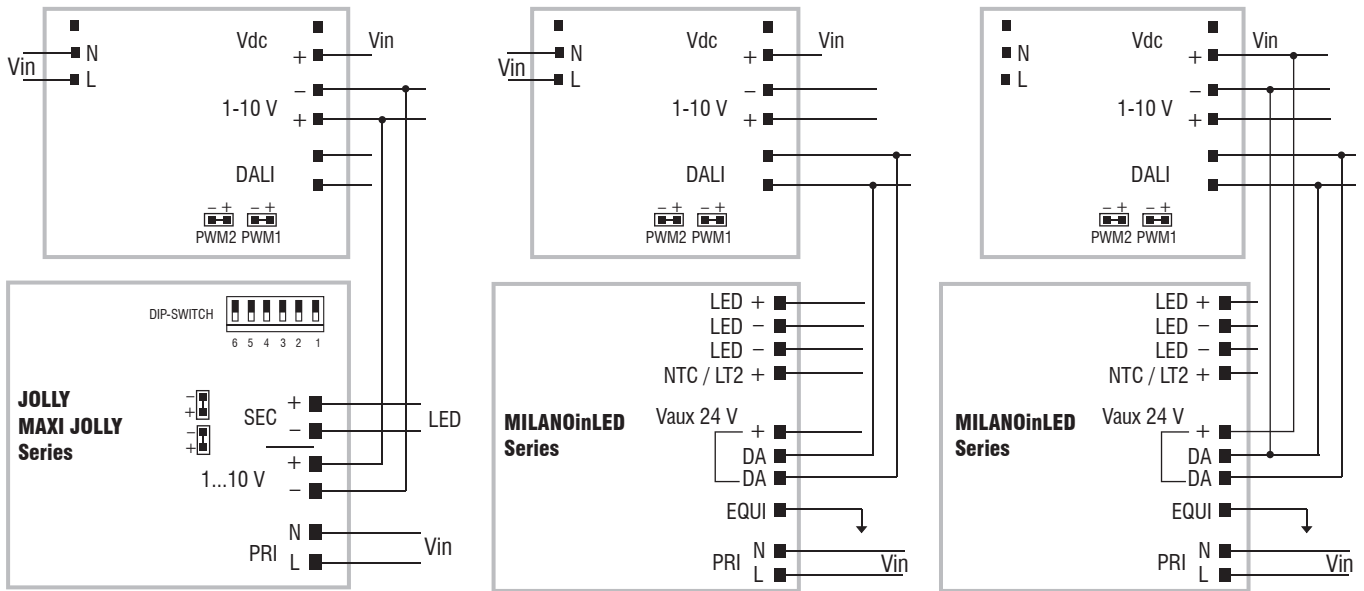 Vdc
Vin
+
N
Vin
L
–
1-10 V
+
DALI
– +
– +
PWM2 PWM1
DIP-SWITCH
6 5 4 3 2 1
JOLLY
MAXI JOLLY
Series
–
+
–
+
SEC
+
–
LED
+
1...10 V
–
N
PRI
L
Vin
Vdc
Vin
+
N
Vin
L
–
1-10 V
+
DALI
– +
– +
PWM2 PWM1
LED +
LED –
LED –
NTC / LT2 +
MILANOinLED
Series
Vaux 24 V
+
DA
DA
EQUI
N
PRI
L
Vin
Vdc
Vin
+
N
L
–
1-10 V
+
DALI
– +
– +
PWM2 PWM1
LED +
LED –
LED –
NTC / LT2 +
MILANOinLED
Series
Vaux 24 V
+
DA
DA
EQUI
N
PRI
L
Vin